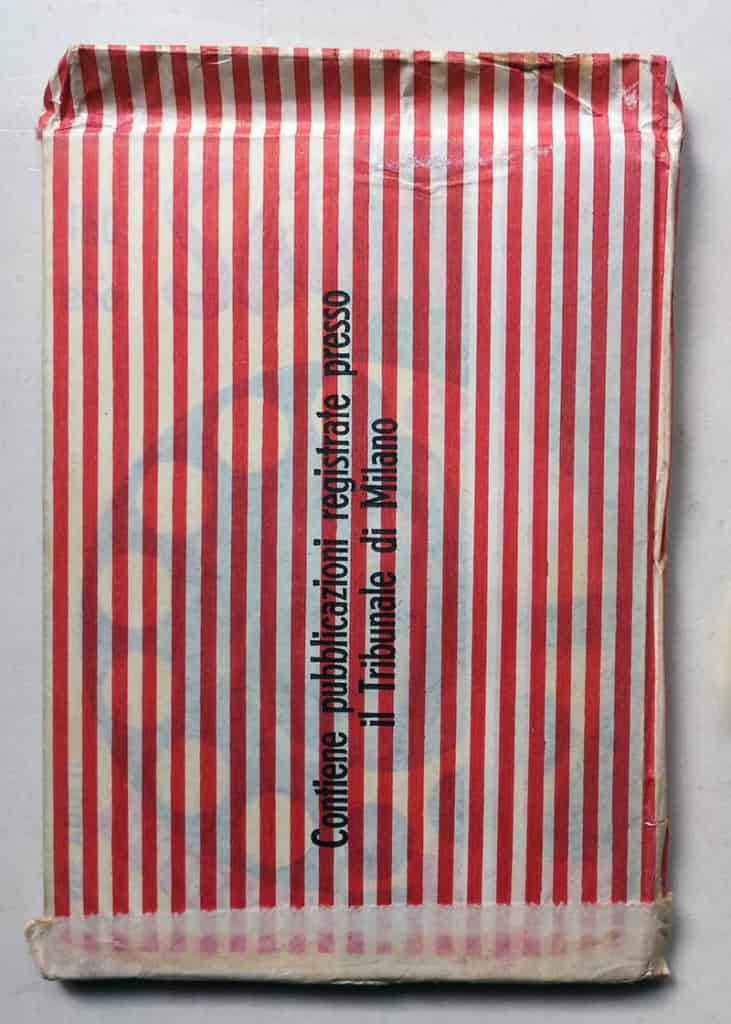 Contiene pubblicazioni registrate presso
il Tribunale di Milano